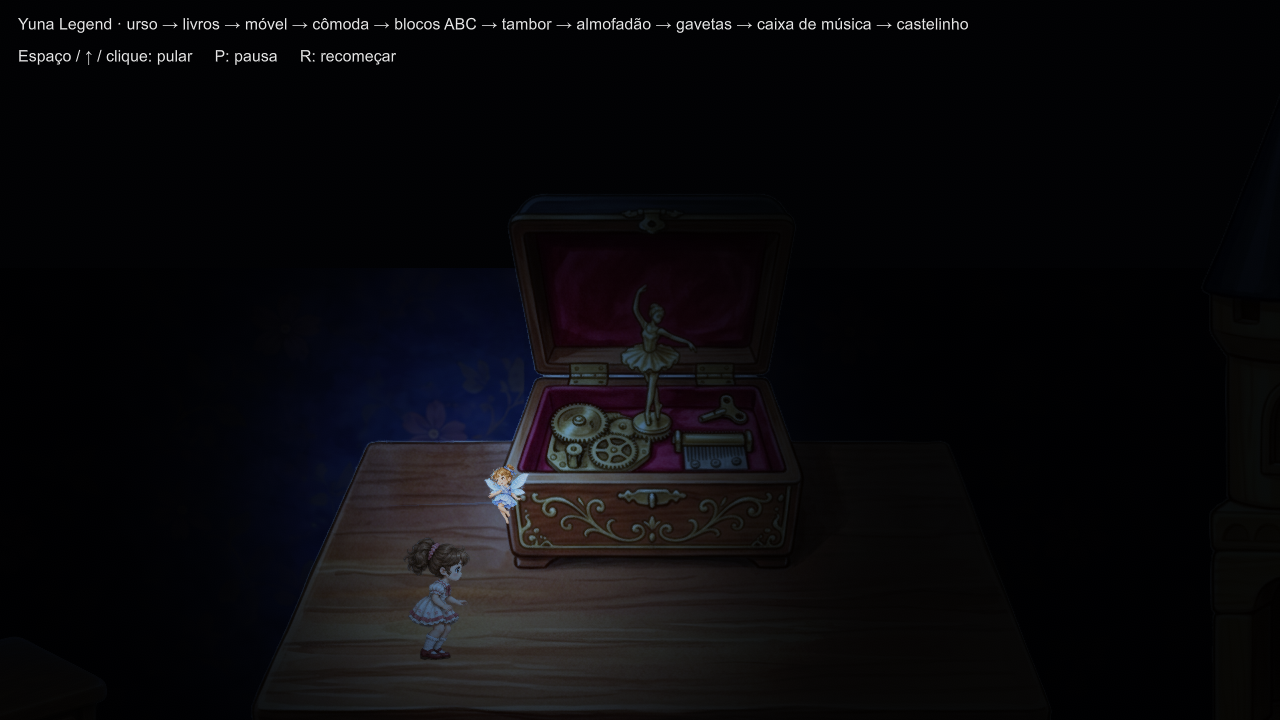 Yuna Legend · urso → livros → móvel → cômoda → blocos ABC → tambor → almofadão → gavetas → caixa de música → castelinho
Espaço / ↑ / clique: pular P: pausa R: recomeçar